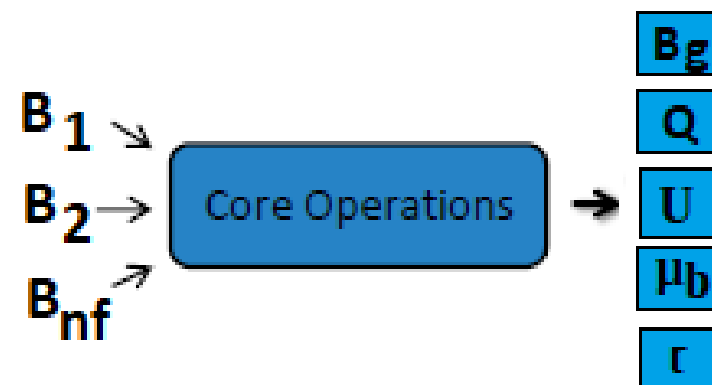 B1
B2
Bnf
Core Operations
Bg
Q
U
μb